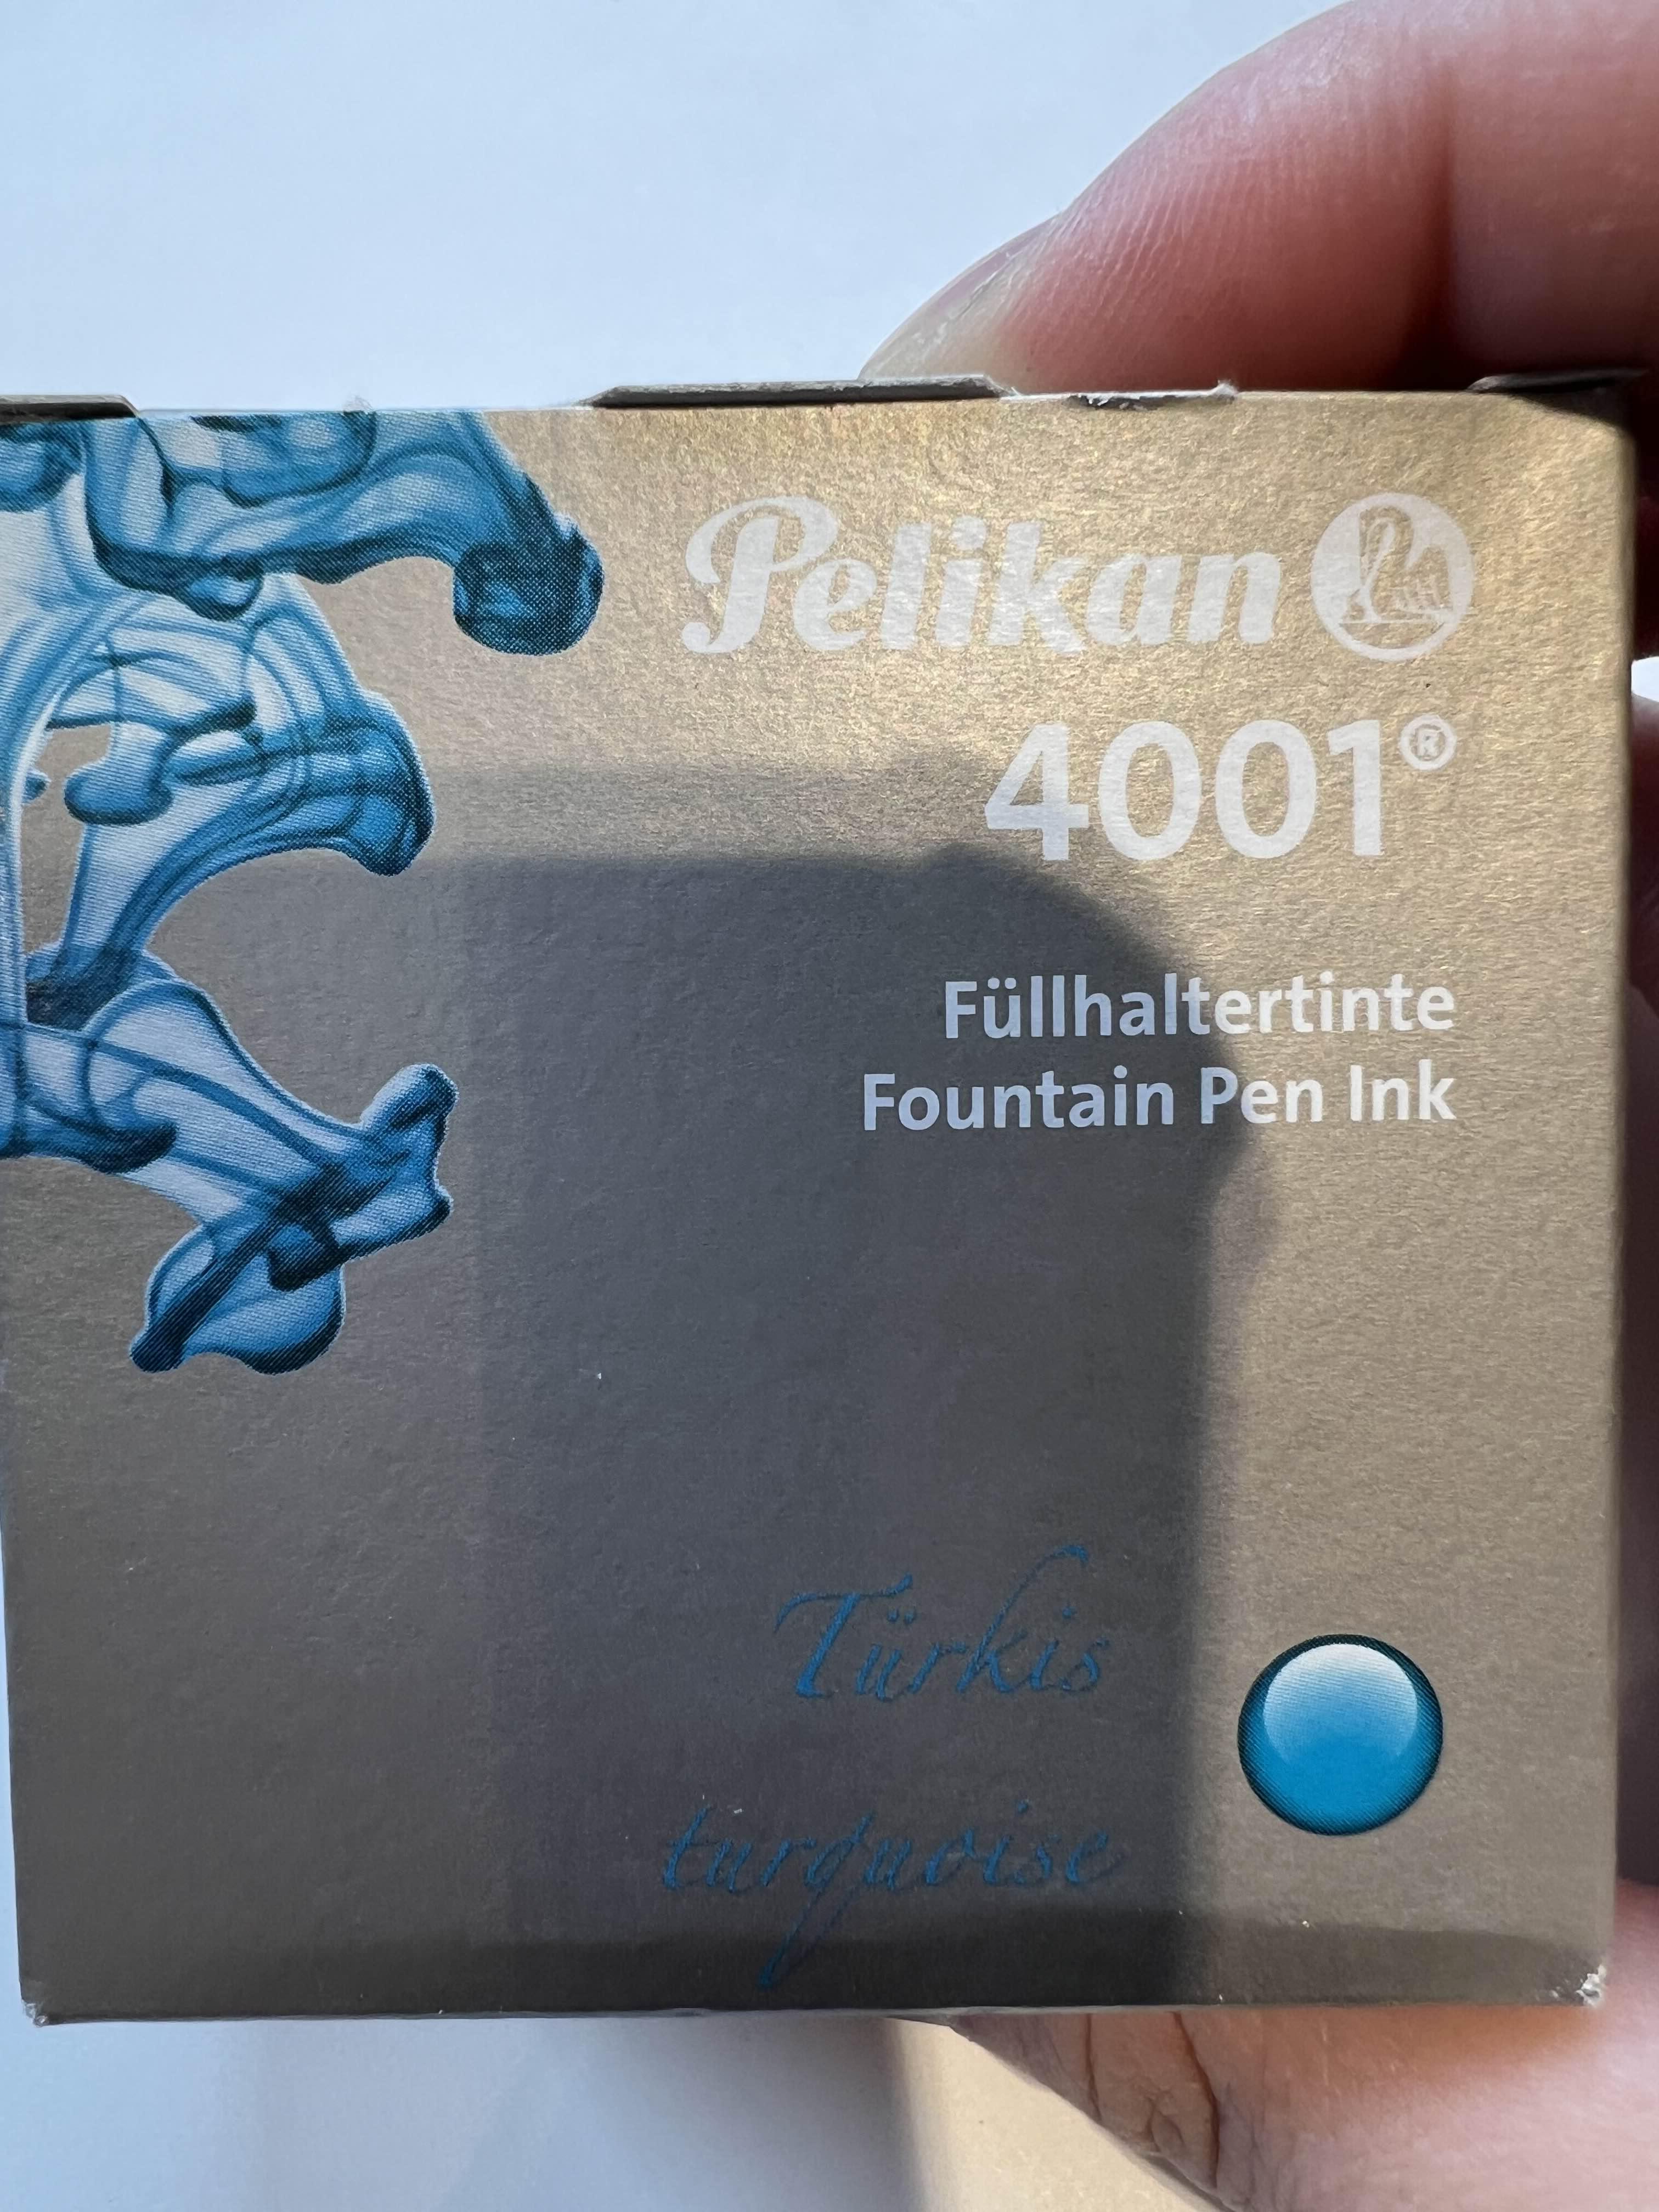 Pelikan
4001®
Füllhaltertinte
Fountain Pen Ink
Türkis
turquoise